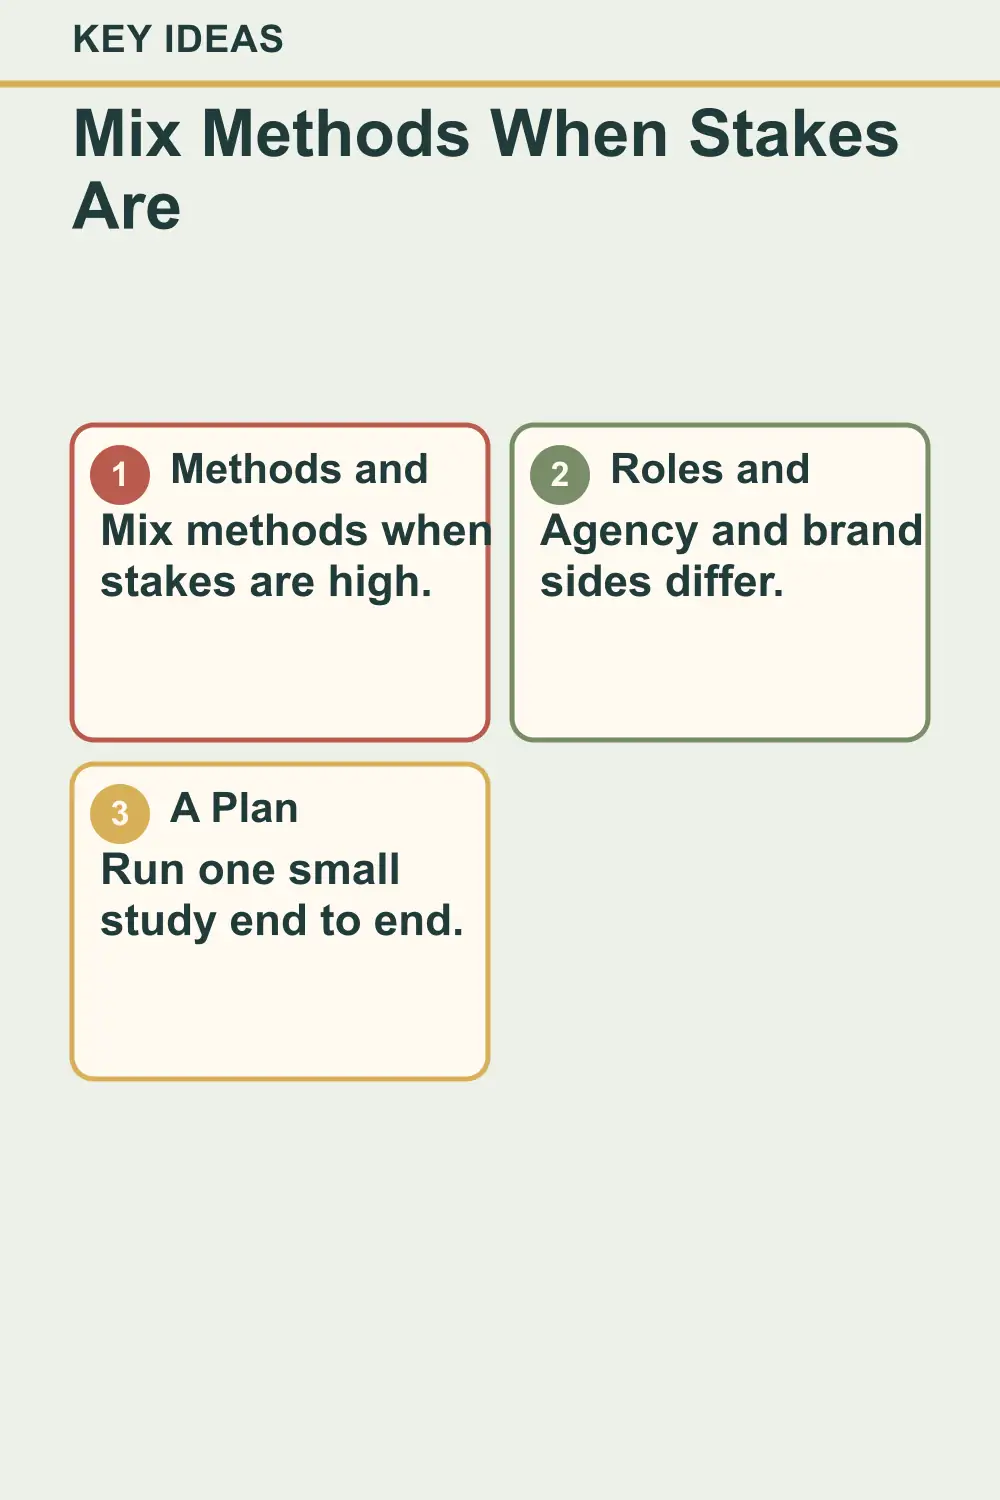 KEY IDEAS
Mix Methods When Stakes
Are
1 Methods and
Mix methods when
stakes are high.
2 Roles and
Agency and brand
sides differ.
3 A Plan
Run one small
study end to end.